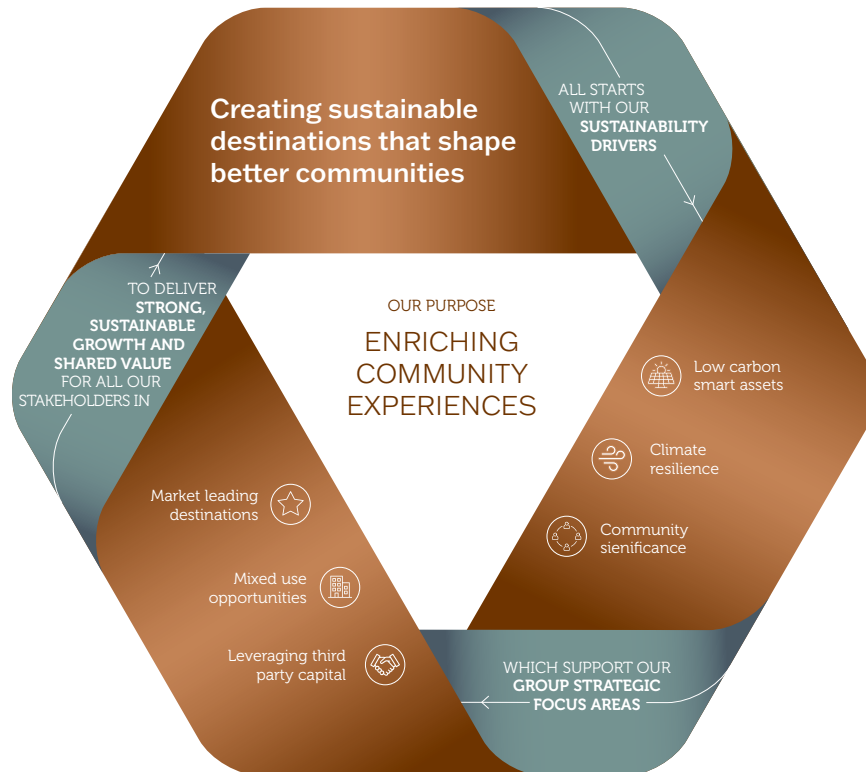 Creating sustainable
destinations that shape
better communities
ALL STARTS
WITH OUR
SUSTAINABILITY
DRIVERS
Low carbon
smart assets
Climate
resilience
Community
sienificance
WHICH SUPPORT OUR
GROUP STRATEGIC
FOCUS AREAS
Market leading
destinations
Mixed use
opportunities
Leveraging third
party capital
TO DELIVER
STRONG,
SUSTAINABLE
GROWTH AND
SHARED VALUE
FOR ALL OUR
STAKEHOLDERS IN
OUR PURPOSE
ENRICHING
COMMUNITY
EXPERIENCES